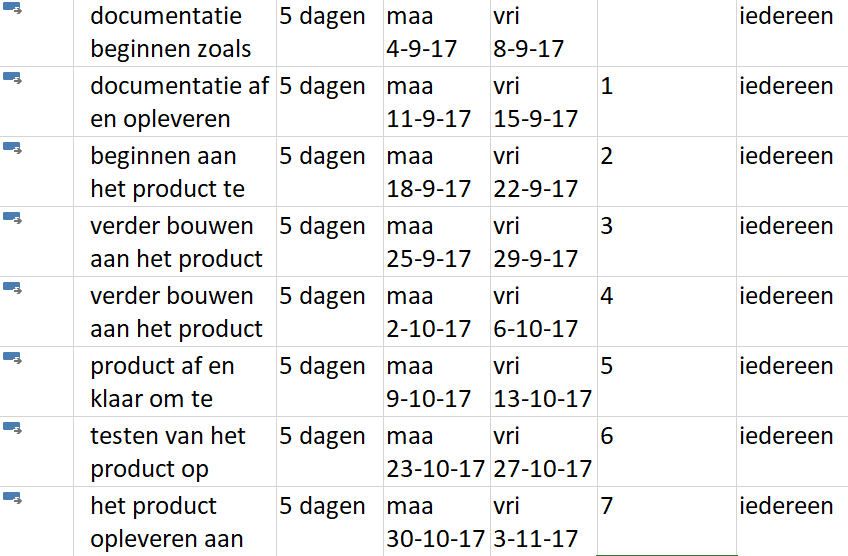 documentatie 5 dagen maa vri iedereen
beginnen zoals 4-9-17 8-9-17
documentatie af 5 dagen maa vri 1 iedereen
en opleveren 11-9-17 15-9-17
beginnen aan 5 dagen maa vri 2 iedereen
het product te 18-9-17 22-9-17
verder bouwen 5 dagen maa vri 3 iedereen
aan het product 25-9-17 29-9-17
verder bouwen 5 dagen maa vri 4 iedereen
aan het product 2-10-17 6-10-17
product af en 5 dagen maa vri 5 iedereen
klaar om te 9-10-17 13-10-17
testen van het 5 dagen maa vri 6 iedereen
product op 23-10-17 27-10-17
het product 5 dagen maa vri 7 iedereen
opleveren aan 30-10-17 3-11-17